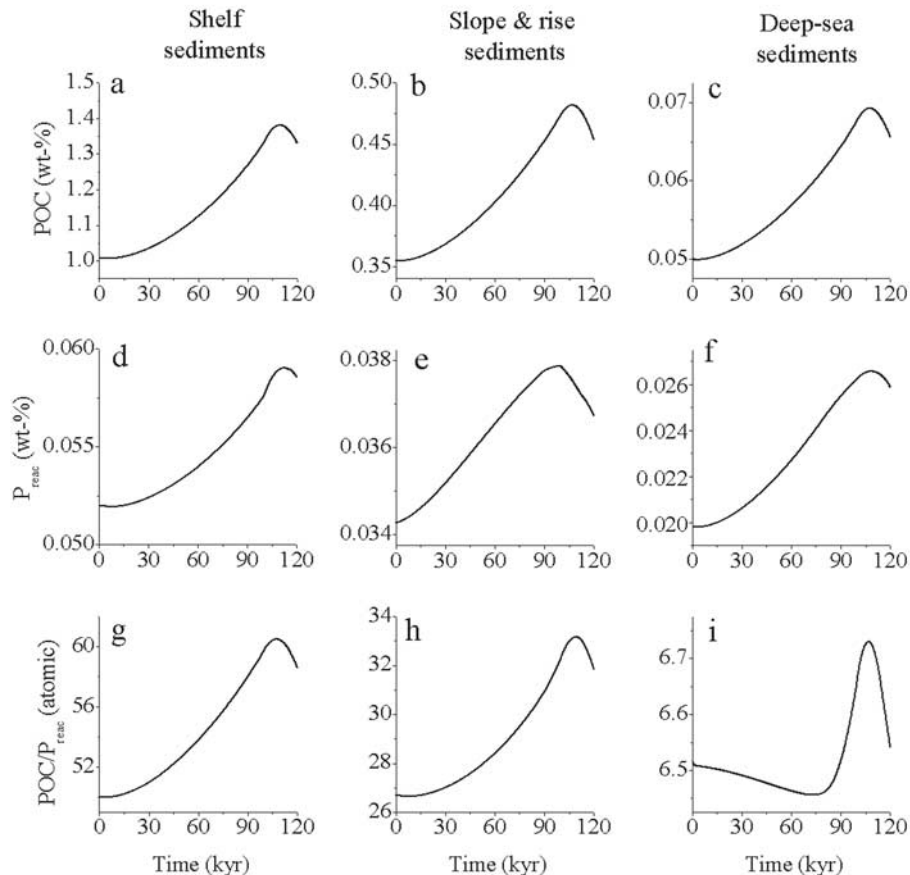 Shelf
sediments
Slope & rise
sediments
Deep-sea
sediments
a
1.5
1.4
1.3
1.2
1.1
1.0
POC (wt-%)
0 30 60 90 120
b
0.50
0.45
0.40
0.35
0 30 60 90 120
c
0.07
0.06
0.05
0 30 60 90 120
d
0.060
0.055
0.050
P_reac (wt-%)
0 30 60 90 120
e
0.038
0.036
0.034
0 30 60 90 120
f
0.026
0.024
0.022
0.020
0 30 60 90 120
g
60
56
52
POC/P_reac (atomic)
0 30 60 90 120
Time (kyr)
h
34
32
30
28
26
0 30 60 90 120
Time (kyr)
i
6.7
6.6
6.5
0 30 60 90 120
Time (kyr)